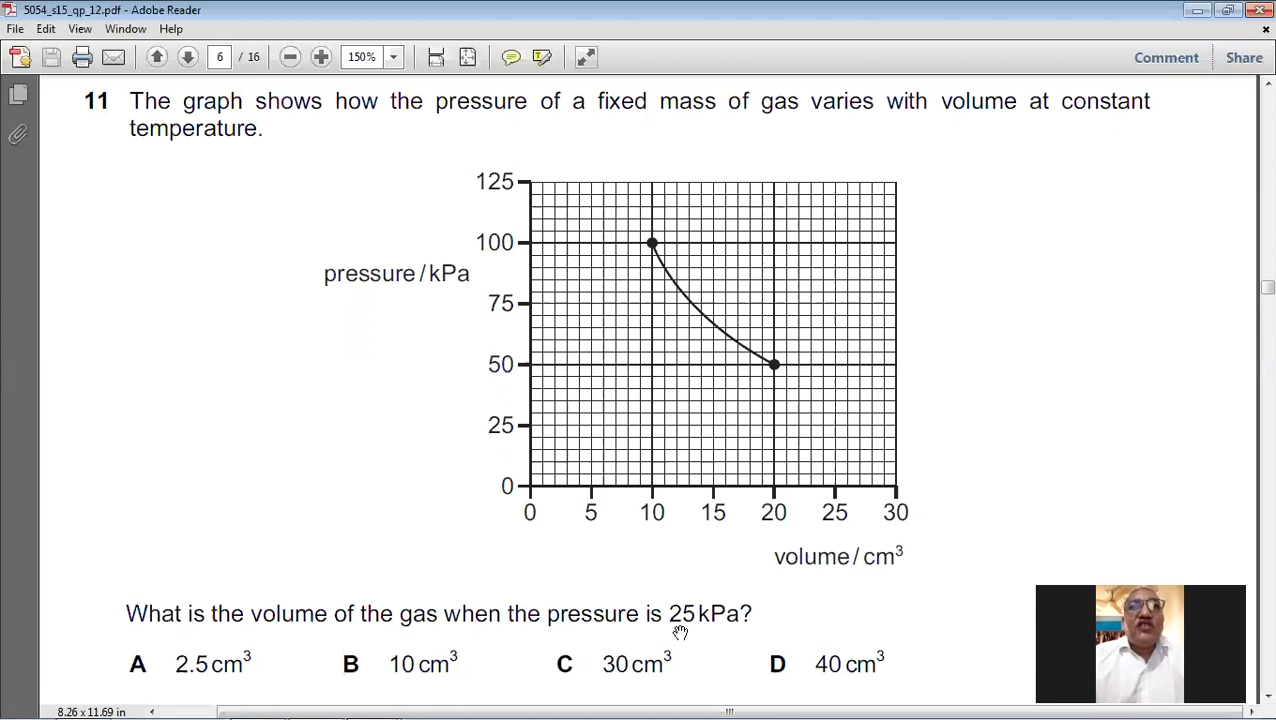 5054_s15_qp_12.pdf - Adobe Reader
File Edit View Window Help
6 / 16 150% Comment Share
11 The graph shows how the pressure of a fixed mass of gas varies with volume at constant
temperature.
125
100
pressure / kPa
75
50
25
0
0 5 10 15 20 25 30
volume / cm³
What is the volume of the gas when the pressure is 25 kPa?
A 2.5 cm³ B 10 cm³ C 30 cm³ D 40 cm³
8.26 x 11.69 in